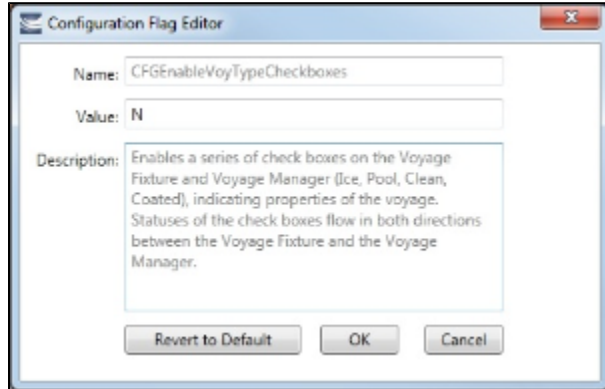 Configuration Flag Editor
Name: CFGEnableVoyTypeCheckboxes
Value: N
Description: Enables a series of check boxes on the Voyage
Fixture and Voyage Manager (Ice, Pool, Clean,
Coated), indicating properties of the voyage.
Statuses of the check boxes flow in both directions
between the Voyage Fixture and the Voyage
Manager.
Revert to Default OK Cancel